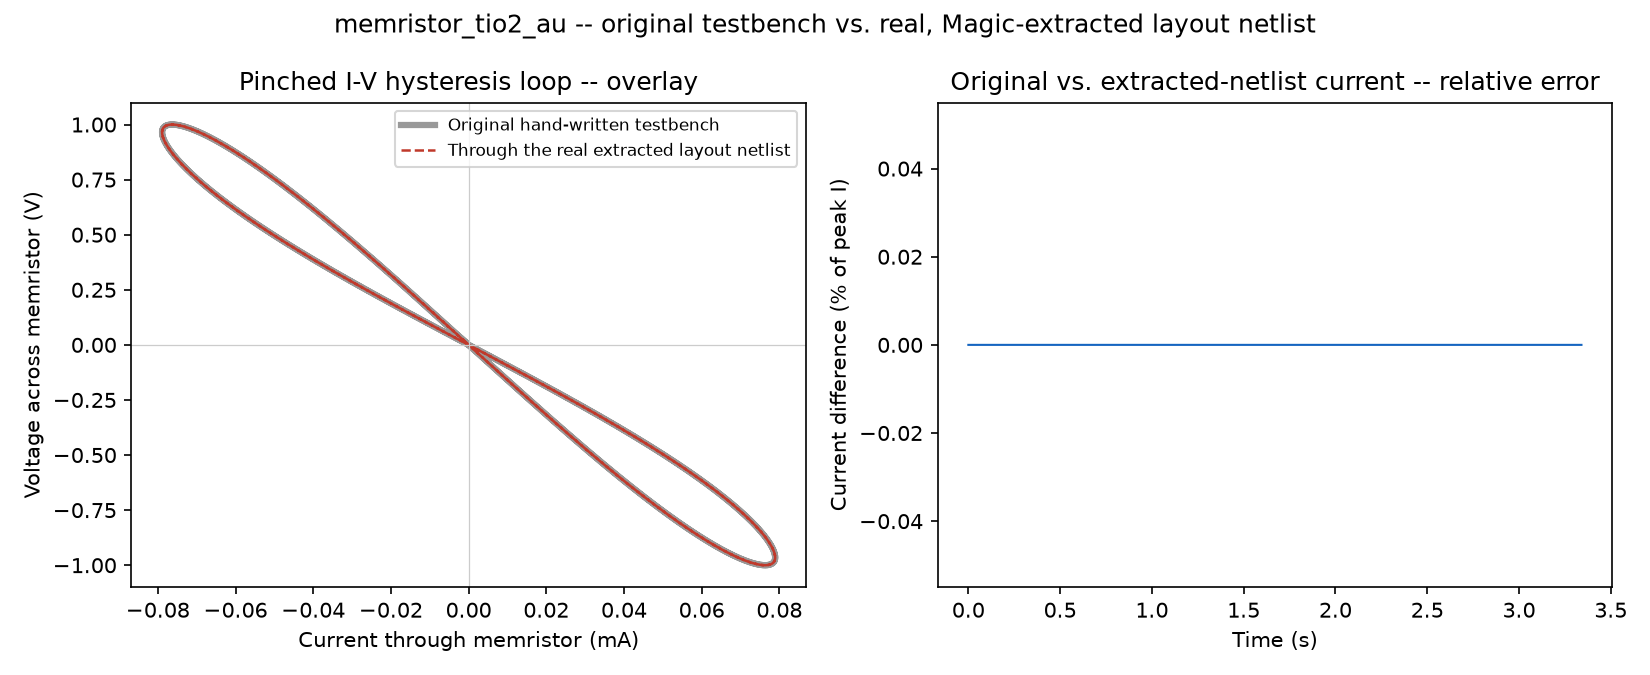 memristor_tio2_au -- original testbench vs. real, Magic-extracted layout netlist
Pinched I-V hysteresis loop -- overlay
Original hand-written testbench
Through the real extracted layout netlist
Voltage across memristor (V)
1.00
0.75
0.50
0.25
0.00
−0.25
−0.50
−0.75
−1.00
−0.08 −0.06 −0.04 −0.02 0.00 0.02 0.04 0.06 0.08
Current through memristor (mA)
Original vs. extracted-netlist current -- relative error
Current difference (% of peak I)
0.04
0.02
0.00
−0.02
−0.04
0.0 0.5 1.0 1.5 2.0 2.5 3.0 3.5
Time (s)